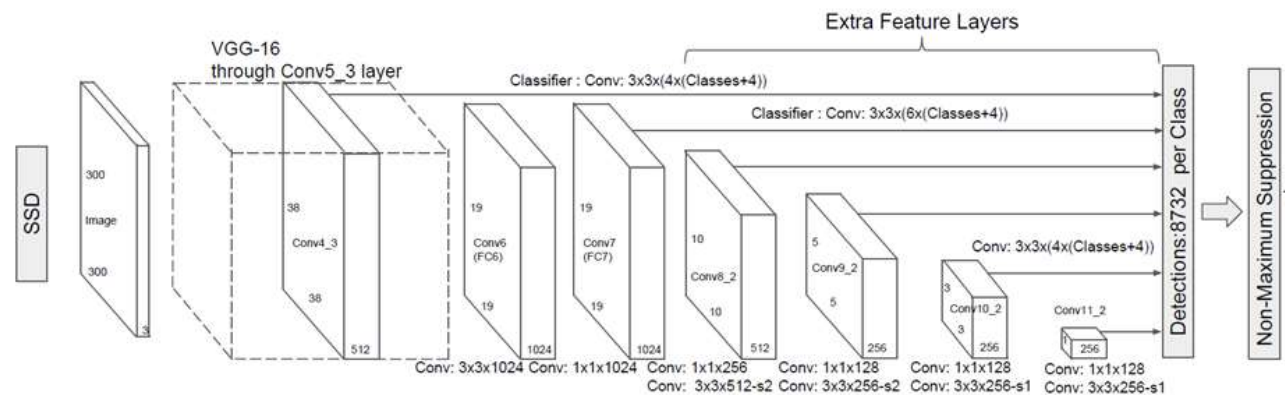 Extra Feature Layers
VGG-16
through Conv5_3 layer
Classifier : Conv: 3x3x(4x(Classes+4))
Classifier : Conv: 3x3x(6x(Classes+4))
SSD
300
Image
300
3
38
Conv4_3
38
512
19
Conv6
(FC6)
19
1024
19
Conv7
(FC7)
19
1024
10
Conv8_2
10
512
5
Conv9_2
5
256
Conv: 3x3x(4x(Classes+4))
3
Conv10_2
3
256
Conv11_2
1
256
Detections:8732 per Class
Non-Maximum Suppression
Conv: 3x3x1024
Conv: 1x1x1024
Conv: 1x1x256
Conv: 3x3x512-s2
Conv: 1x1x128
Conv: 3x3x256-s2
Conv: 1x1x128
Conv: 3x3x256-s1
Conv: 1x1x128
Conv: 3x3x256-s1